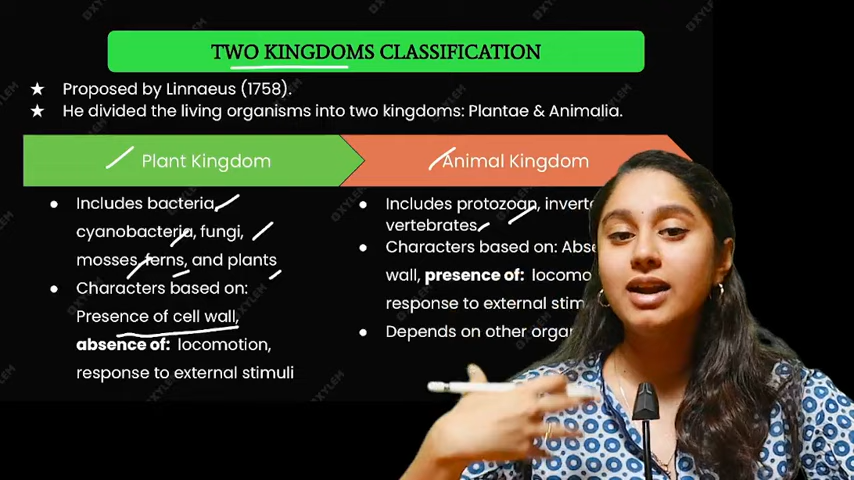 TWO KINGDOMS CLASSIFICATION
★ Proposed by Linnaeus (1758).
★ He divided the living organisms into two kingdoms: Plantae & Animalia.
Plant Kingdom
Animal Kingdom
• Includes bacteria,
cyanobacteria, fungi,
mosses, ferns, and plants
• Characters based on:
Presence of cell wall,
absence of: locomotion,
response to external stimuli
• Includes protozoan,
vertebrates.
• Characters based on:
wall, presence of:
response to external
• Depends on other
OXYLEM